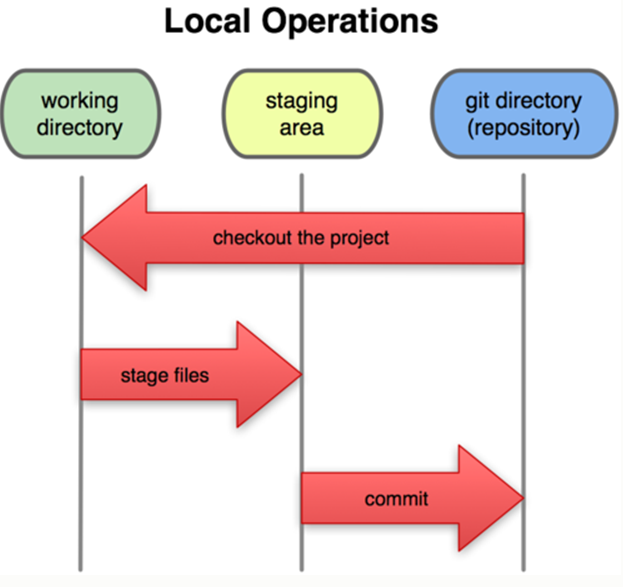 Local Operations
working
directory
staging
area
git directory
(repository)
checkout the project
stage files
commit